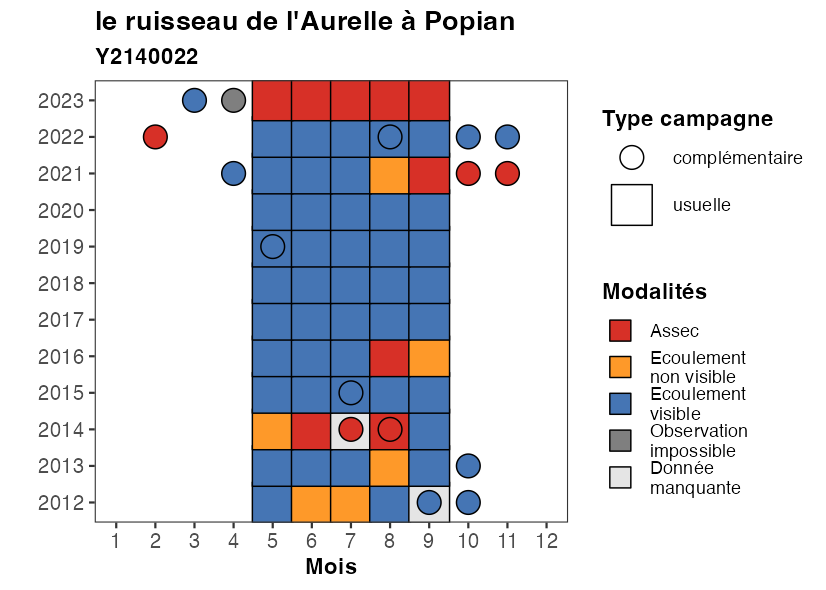 le ruisseau de l'Aurelle à Popian
Y2140022
2023
2022
2021
2020
2019
2018
2017
2016
2015
2014
2013
2012
1 2 3 4 5 6 7 8 9 10 11 12
Mois
Type campagne
complémentaire
usuelle
Modalités
Assec
Ecoulement
non visible
Ecoulement
visible
Observation
impossible
Donnée
manquante